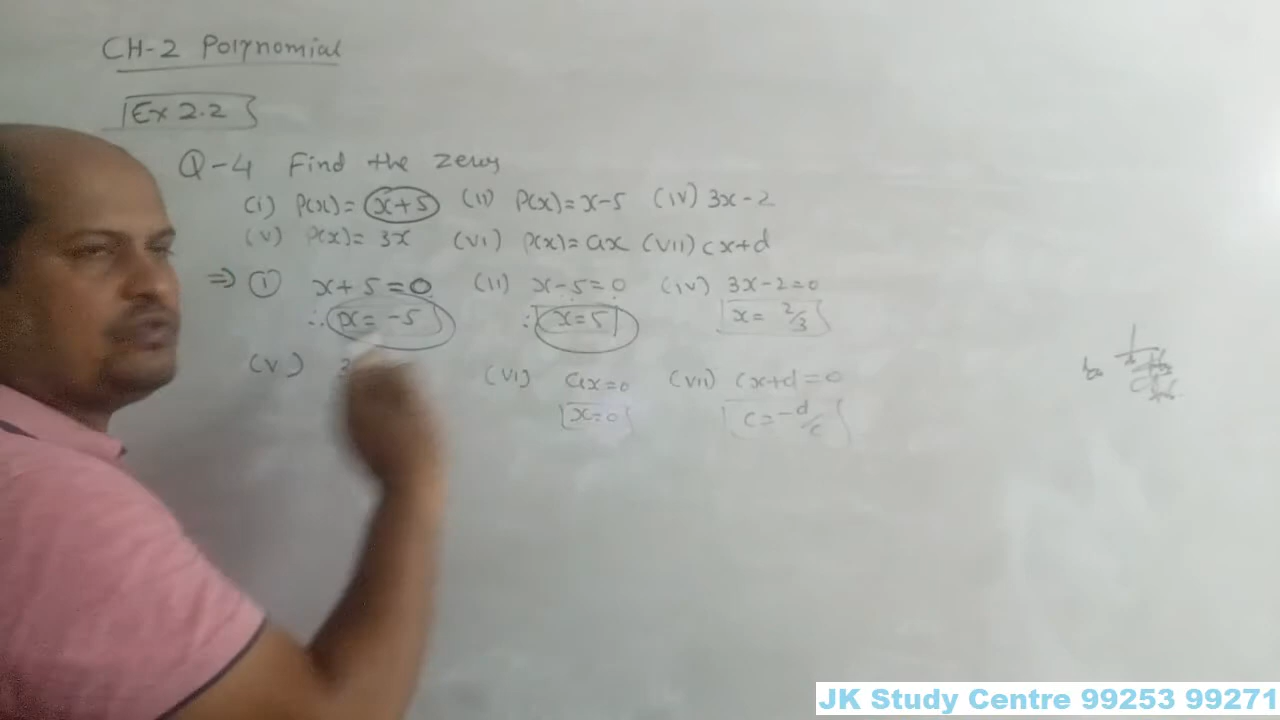 CH-2 Polynomial
Ex 2.2
Q-4 Find the zeros
(i) P(x)= x+5 (ii) P(x)= x-5 (iv) 3x-2
(v) P(x)= 3x (vi) P(x)= ax (vii) cx+d
⇒ (i) x+5=0 (ii) x-5=0 (iv) 3x-2=0
∴ x= -5 ∴ x=5 x= 2/3
(v) 3 (vi) ax=0 (vii) cx+d=0
x=0 c=-d/c
JK Study Centre 99253 99271